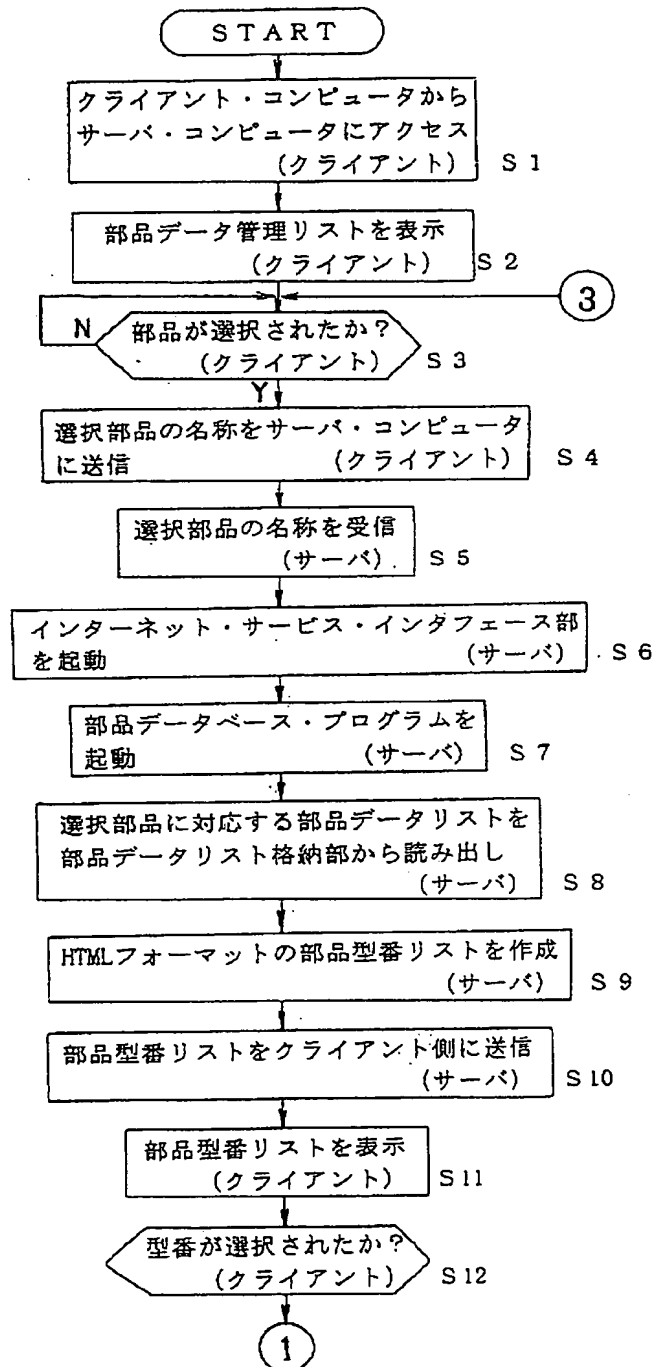 START
クライアント・コンピュータから
サーバ・コンピュータにアクセス
(クライアント) S1
部品データ管理リストを表示
(クライアント) S2
3
N 部品が選択されたか?
(クライアント) S3
Y
選択部品の名称をサーバ・コンピュータ
に送信 (クライアント) S4
選択部品の名称を受信
(サーバ) S5
インターネット・サービス・インタフェース部
を起動 (サーバ) S6
部品データベース・プログラムを
起動 (サーバ) S7
選択部品に対応する部品データリストを
部品データリスト格納部から読み出し
(サーバ) S8
HTMLフォーマットの部品型番リストを作成
(サーバ) S9
部品型番リストをクライアント側に送信
(サーバ) S10
部品型番リストを表示
(クライアント) S11
型番が選択されたか?
(クライアント) S12
1